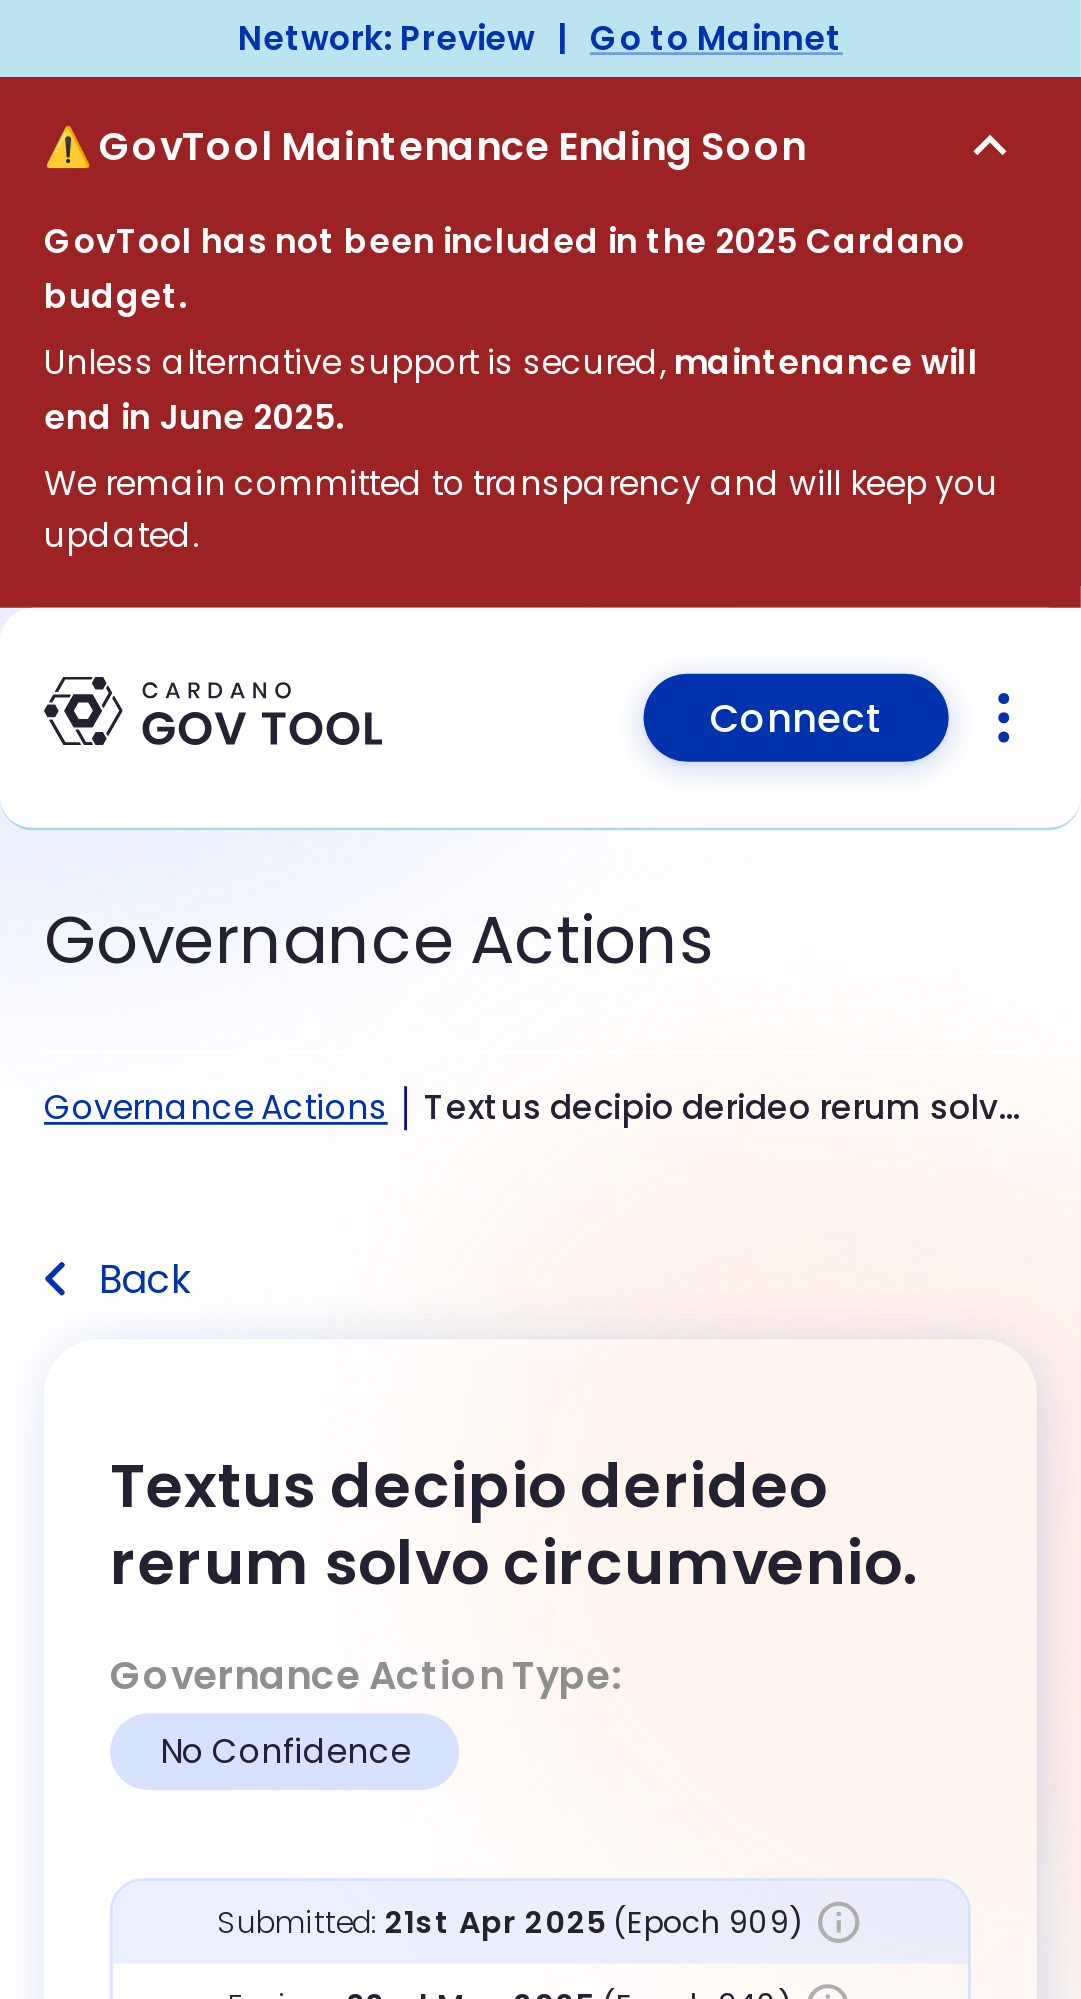 Network: Preview | Go to Mainnet
⚠️ GovTool Maintenance Ending Soon
GovTool has not been included in the 2025 Cardano
budget.
Unless alternative support is secured, maintenance will
end in June 2025.
We remain committed to transparency and will keep you
updated.
CARDANO
GOV TOOL
Connect
Governance Actions
Governance Actions | Textus decipio derideo rerum solv...
Back
Textus decipio derideo
rerum solvo circumvenio.
Governance Action Type:
No Confidence
Submitted: 21st Apr 2025 (Epoch 909)